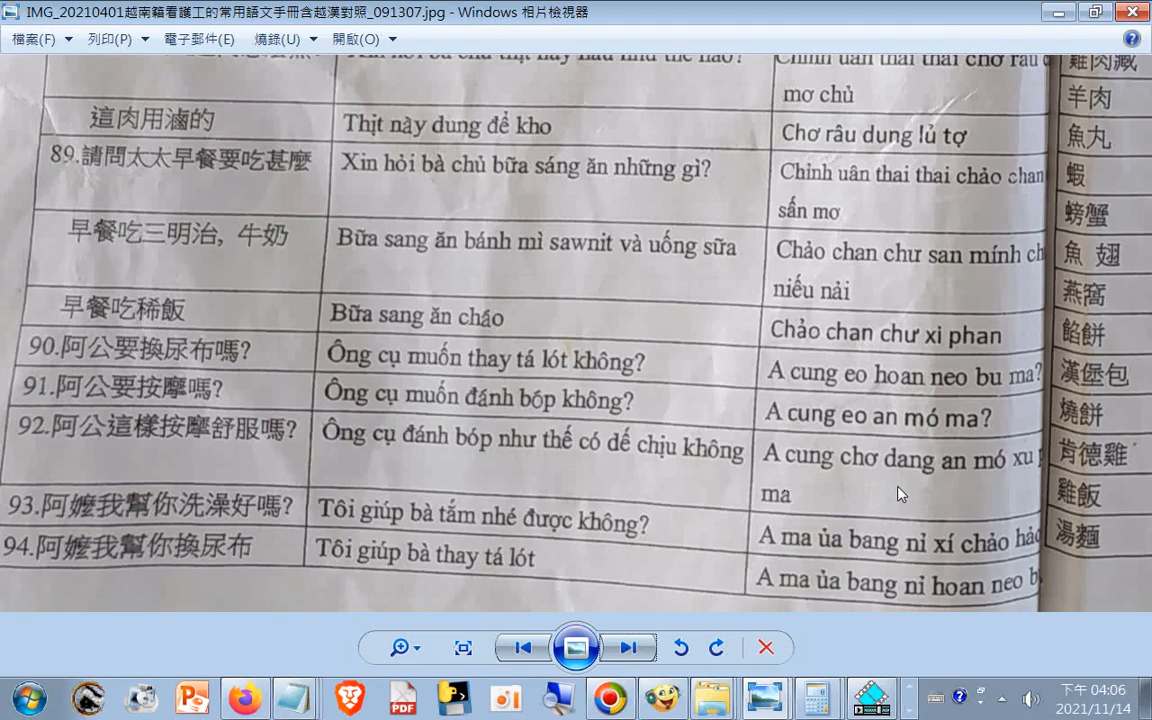 IMG_20210401越南籍看護工的常用語文手冊含越漢對照_091307.jpg - Windows 相片檢視器
檔案(F) 列印(P) 電子郵件(E) 燒錄(U) 開啟(O)
mơ chủ
這肉用滷的 Thịt này dung để kho Chơ râu dung lủ tợ
89.請問太太早餐要吃甚麼 Xin hỏi bà chủ bữa sáng ăn những gì? Chỉnh uân thai thai chảo chan
sấn mơ
早餐吃三明治, 牛奶 Bữa sang ăn bánh mì sawnit và uống sữa Chảo chan chư san mính
niếu nải
早餐吃稀飯 Bữa sang ăn cháo Chảo chan chư xi phan
90.阿公要換尿布嗎? Ông cụ muốn thay tá lót không? A cung eo hoan neo bu ma?
91.阿公要按摩嗎? Ông cụ muốn đánh bóp không? A cung eo an mó ma?
92.阿公這樣按摩舒服嗎? Ông cụ đánh bóp như thế có dế chịu không A cung chơ dang an mó xu
ma
93.阿嬤我幫你洗澡好嗎? Tôi giúp bà tắm nhé được không? A ma ủa bang nỉ xí chảo
94.阿嬤我幫你換尿布 Tôi giúp bà thay tá lót A ma ủa bang nỉ hoan neo
雞肉
羊肉
魚丸
蝦
螃蟹
魚 翅
燕窩
餡餅
漢堡包
燒餅
肯德雞
雞飯
湯麵
下午 04:06
2021/11/14